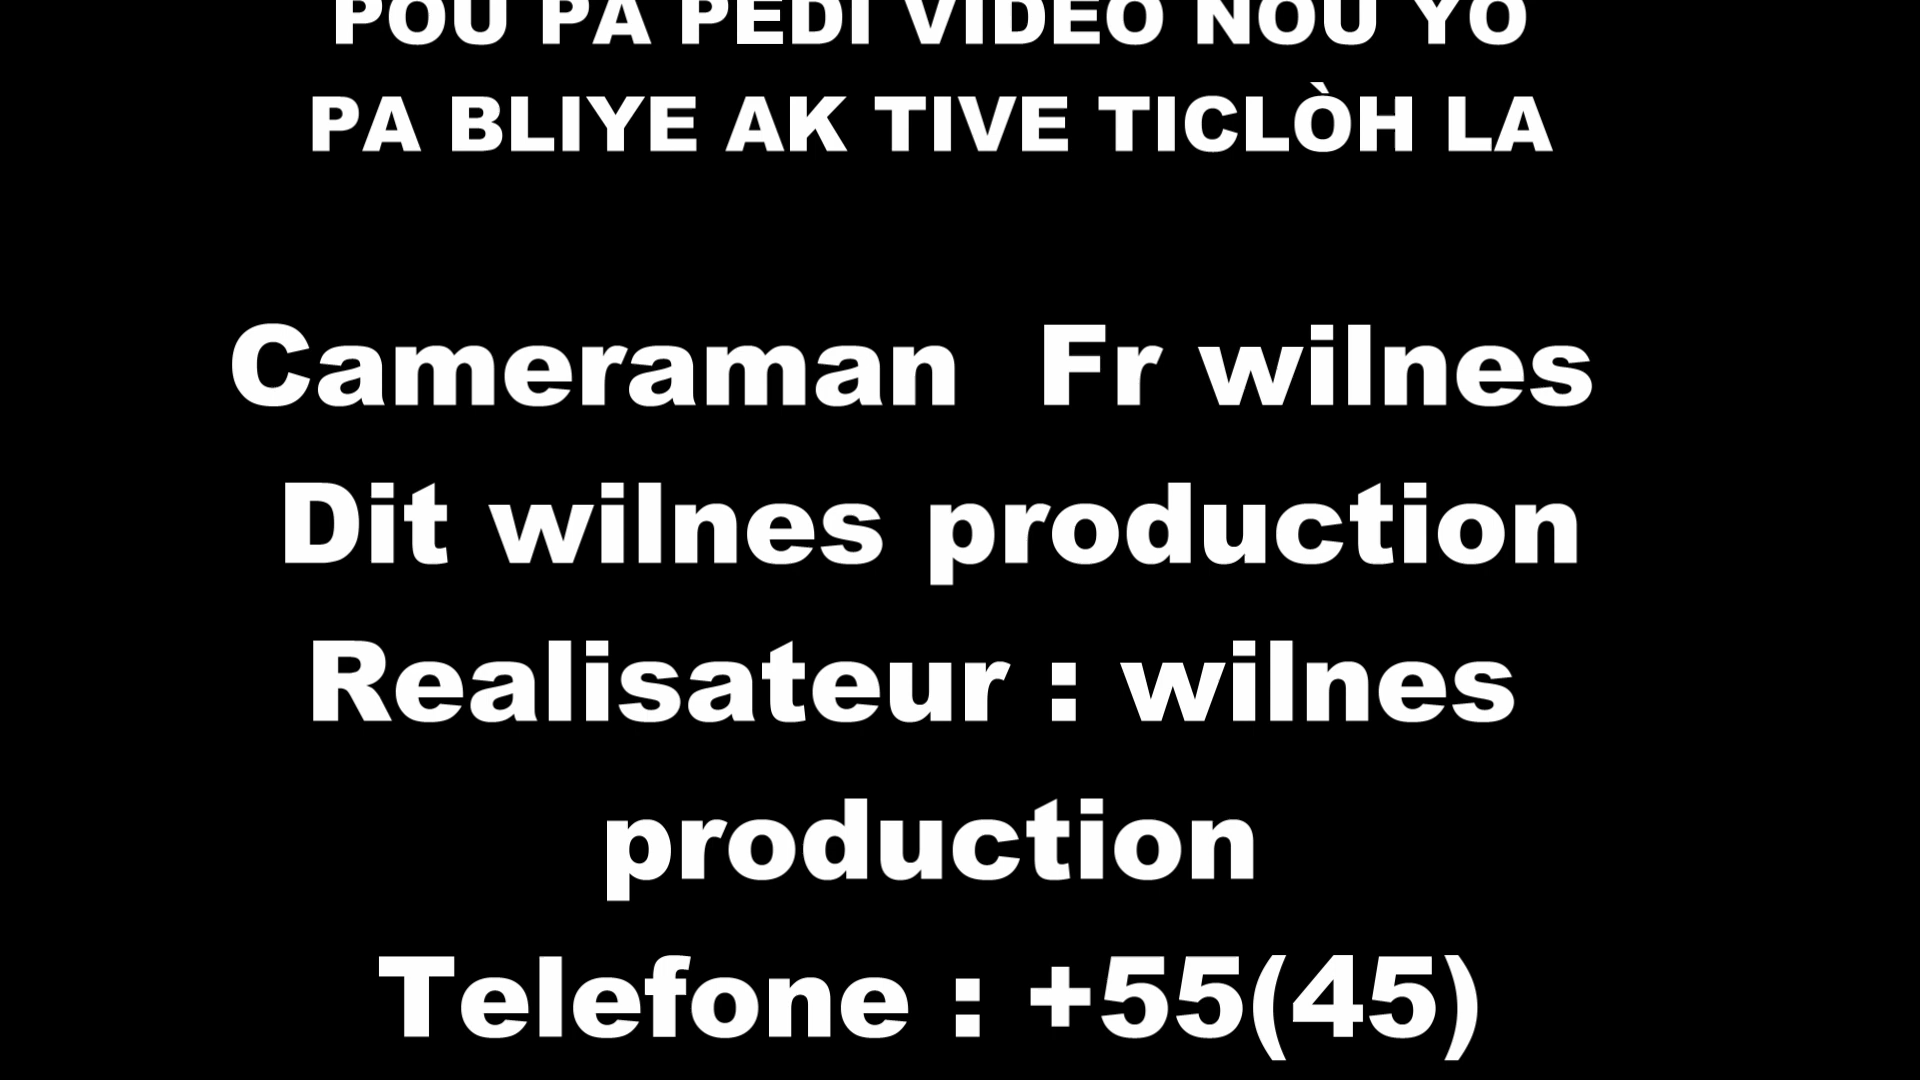 POU PA PEDI VIDEO NOU YO
PA BLIYE AK TIVE TICLÒH LA
Cameraman  Fr wilnes
Dit wilnes production
Realisateur : wilnes
production
Telefone : +55(45)